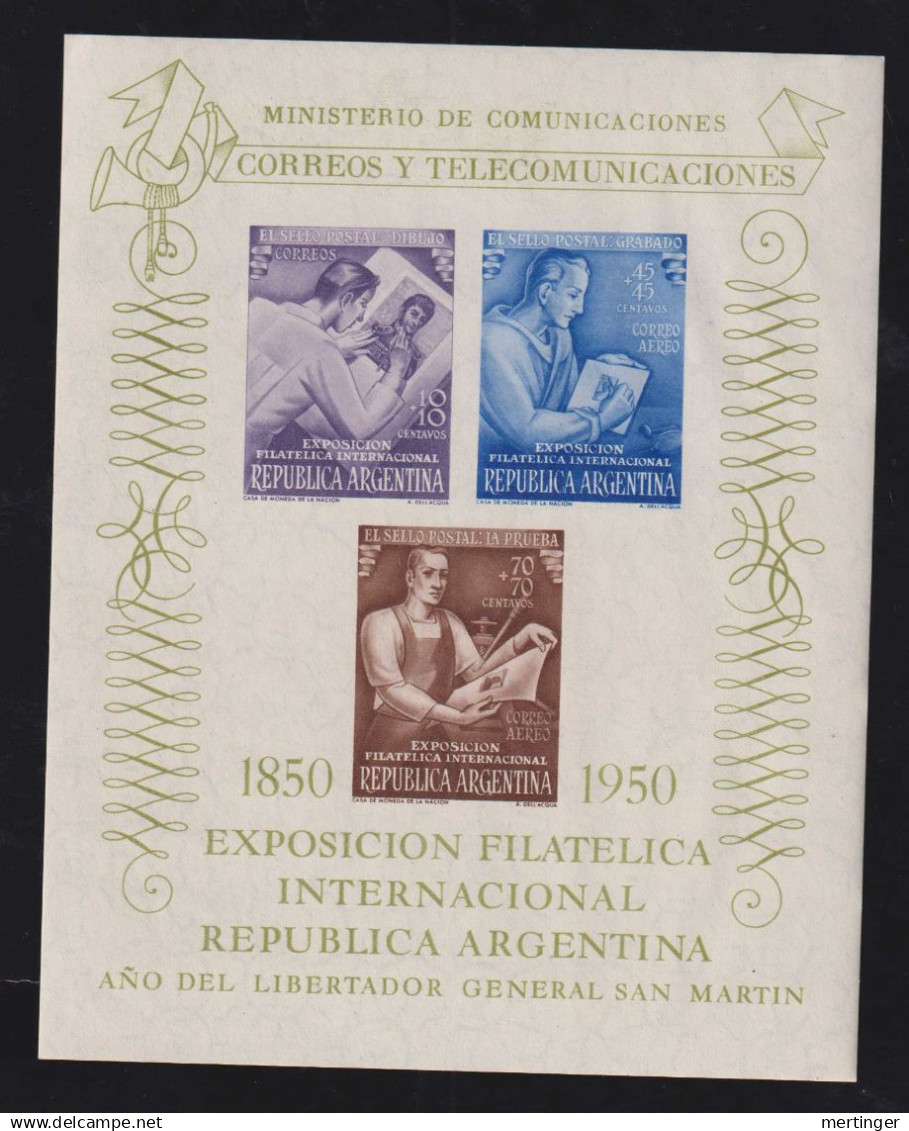 MINISTERIO DE COMUNICACIONES
CORREOS Y TELECOMUNICACIONES
EL SELLO POSTAL: DIBUJO
CORREOS
10
+10
CENTAVOS
EXPOSICION
FILATELICA INTERNACIONAL
REPUBLICA ARGENTINA
CASA DE MONEDA DE LA NACION
A. DELL'ACQUA
EL SELLO POSTAL: GRABADO
45
+45
CENTAVOS
CORREO
AEREO
EXPOSICION
FILATELICA INTERNACIONAL
REPUBLICA ARGENTINA
CASA DE MONEDA DE LA NACION
A. DELL'ACQUA
EL SELLO POSTAL: LA PRUEBA
70
+70
CENTAVOS
CORREO
AEREO
EXPOSICION
FILATELICA INTERNACIONAL
REPUBLICA ARGENTINA
CASA DE MONEDA DE LA NACION
A. DELL'ACQUA
1850 1950
EXPOSICION FILATELICA
INTERNACIONAL
REPUBLICA ARGENTINA
AÑO DEL LIBERTADOR GENERAL SAN MARTIN
mertinger